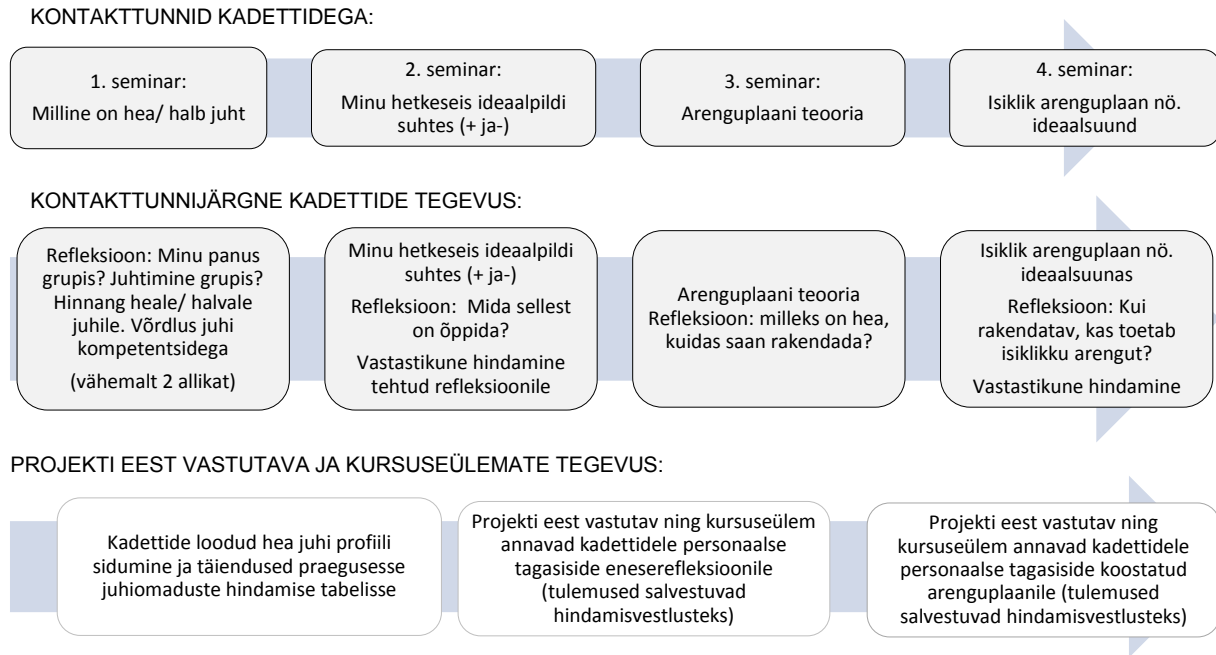 KONTAKTTUNNID KADETTIDEGA:
1. seminar:
Milline on hea/ halb juht
2. seminar:
Minu hetkeseis ideaalpildi
suhtes (+ ja-)
3. seminar:
Arenguplaani teooria
4. seminar:
Isiklik arenguplaan nö.
ideaalsuund
KONTAKTTUNNIJÄRGNE KADETTIDE TEGEVUS:
Refleksioon: Minu panus
grupis? Juhtimine grupis?
Hinnang heale/ halvale
juhile. Võrdlus juhi
kompetentsidega
(vähemalt 2 allikat)
Minu hetkeseis ideaalpildi
suhtes (+ ja-)
Refleksioon: Mida sellest
on õppida?
Vastastikune hindamine
tehtud refleksioonile
Arenguplaani teooria
Refleksioon: milleks on hea,
kuidas saan rakendada?
Isiklik arenguplaan nö.
ideaalsuunas
Refleksioon: Kui
rakendatav, kas toetab
isiklikku arengut?
Vastastikune hindamine
PROJEKTI EEST VASTUTAVA JA KURSUSEÜLEMATE TEGEVUS:
Kadettide loodud hea juhi profiili
sidumine ja täiendused praegusesse
juhiomaduste hindamise tabelisse
Projekti eest vastutav ning kursuseülem
annavad kadettidele personaalse
tagasiside eneserefleksioonile
(tulemused salvestuvad
hindamisvestlusteks)
Projekti eest vastutav ning
kursuseülem annavad kadettidele
personaalse tagasiside koostatud
arenguplaanile (tulemused
salvestuvad hindamisvestlusteks)